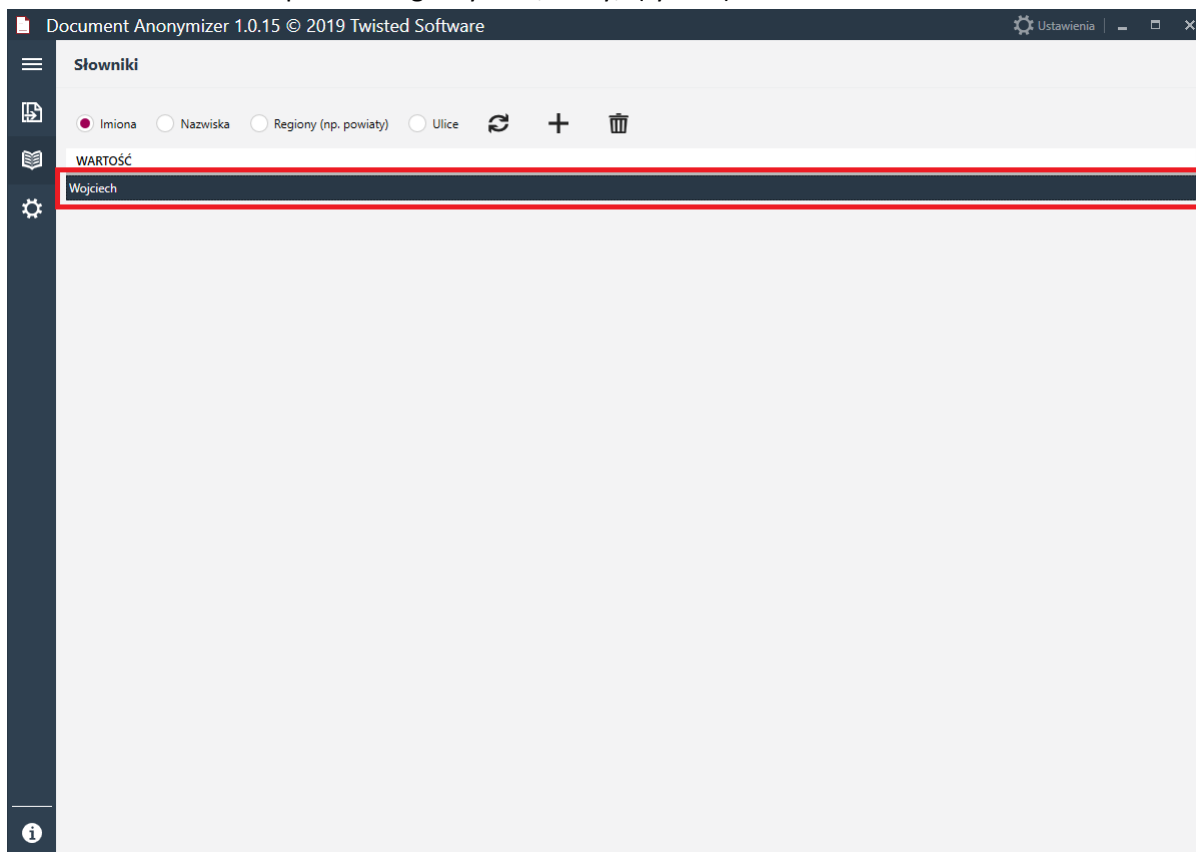 Document Anonymizer 1.0.15 © 2019 Twisted Software
Ustawienia
Słowniki
Imiona Nazwiska Regiony (np. powiaty) Ulice
WARTOŚĆ
Wojciech